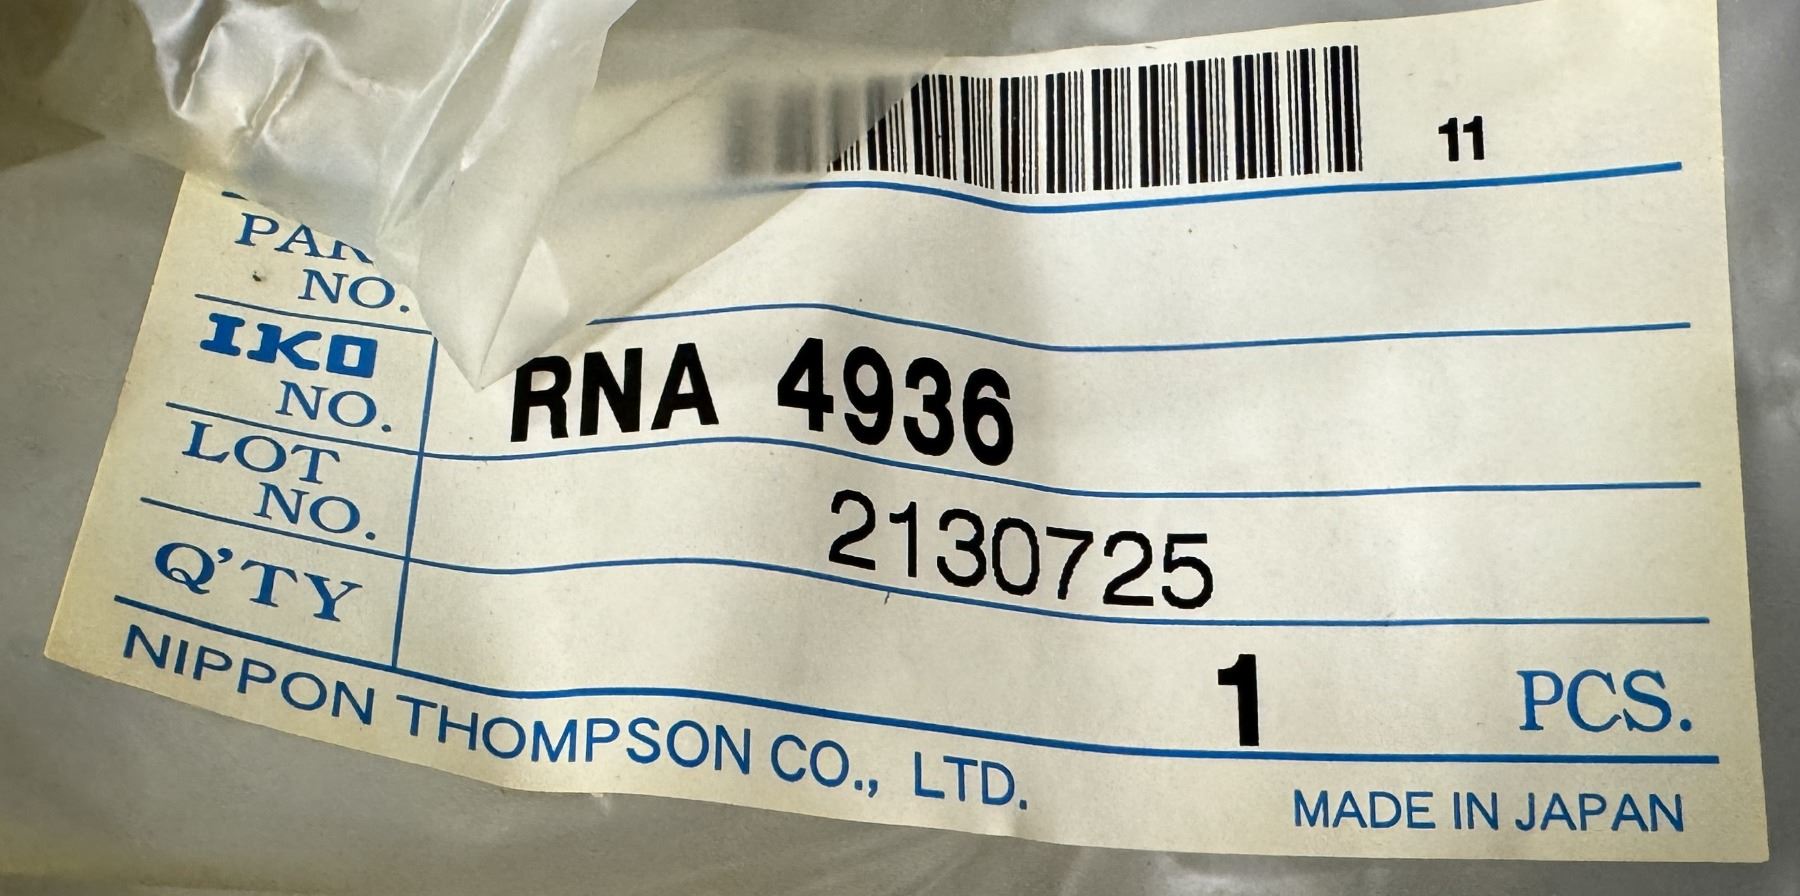 11
NO.
IKO
NO.
RNA 4936
LOT
NO.
2130725
Q'TY
1 PCS.
NIPPON THOMPSON CO., LTD.
MADE IN JAPAN